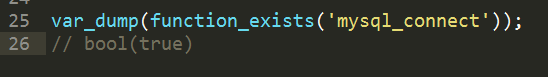 25 var_dump(function_exists('mysql_connect'));
26 // bool(true)